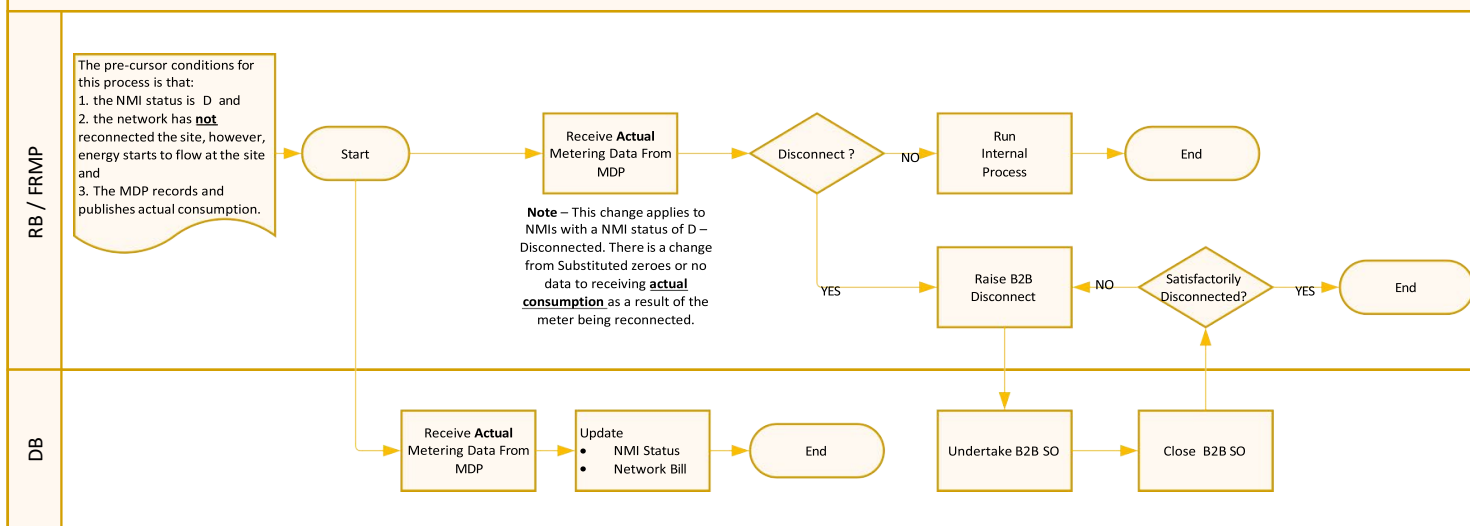 RB / FRMP
The pre-cursor conditions for
this process is that:
1. the NMI status is D and
2. the network has not
reconnected the site, however,
energy starts to flow at the site
and
3. The MDP records and
publishes actual consumption.
Start
Receive Actual
Metering Data From
MDP
Disconnect ?
NO
Run
Internal
Process
End
Note – This change applies to
NMIs with a NMI status of D –
Disconnected. There is a change
from Substituted zeroes or no
data to receiving actual
consumption as a result of the
meter being reconnected.
YES
Raise B2B
Disconnect
NO
Satisfactorily
Disconnected?
YES
End
DB
Receive Actual
Metering Data From
MDP
Update
• NMI Status
• Network Bill
End
Undertake B2B SO
Close B2B SO